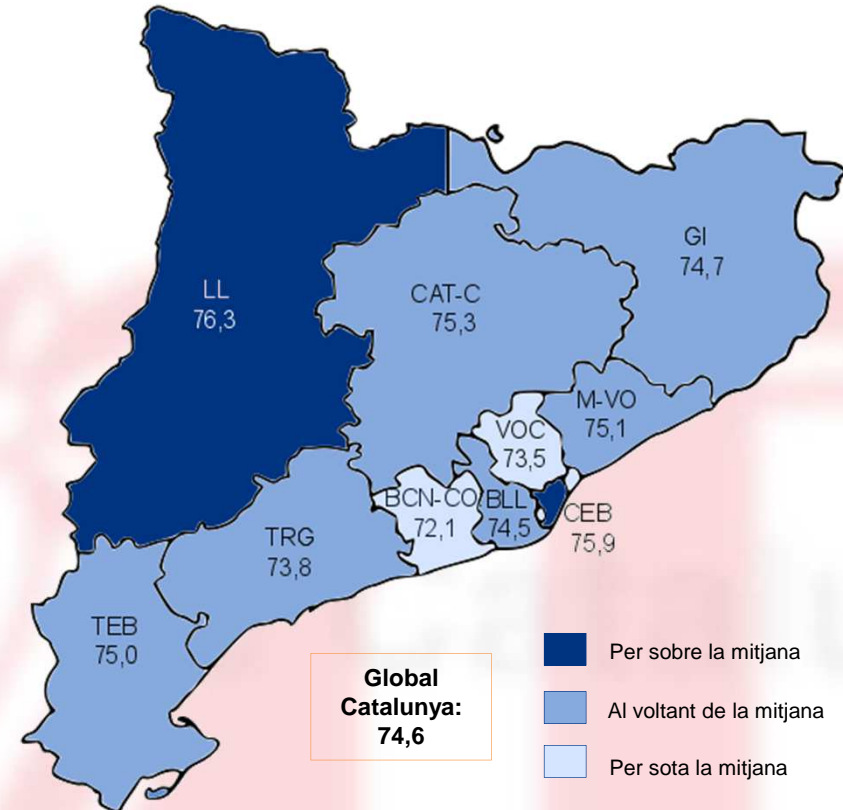 LL
76,3
GI
74,7
CAT-C
75,3
M-VO
75,1
VOC
73,5
BCN-CO
72,1
BLL
74,5
CEB
75,9
TRG
73,8
TEB
75,0
Global
Catalunya:
74,6
Per sobre la mitjana
Al voltant de la mitjana
Per sota la mitjana